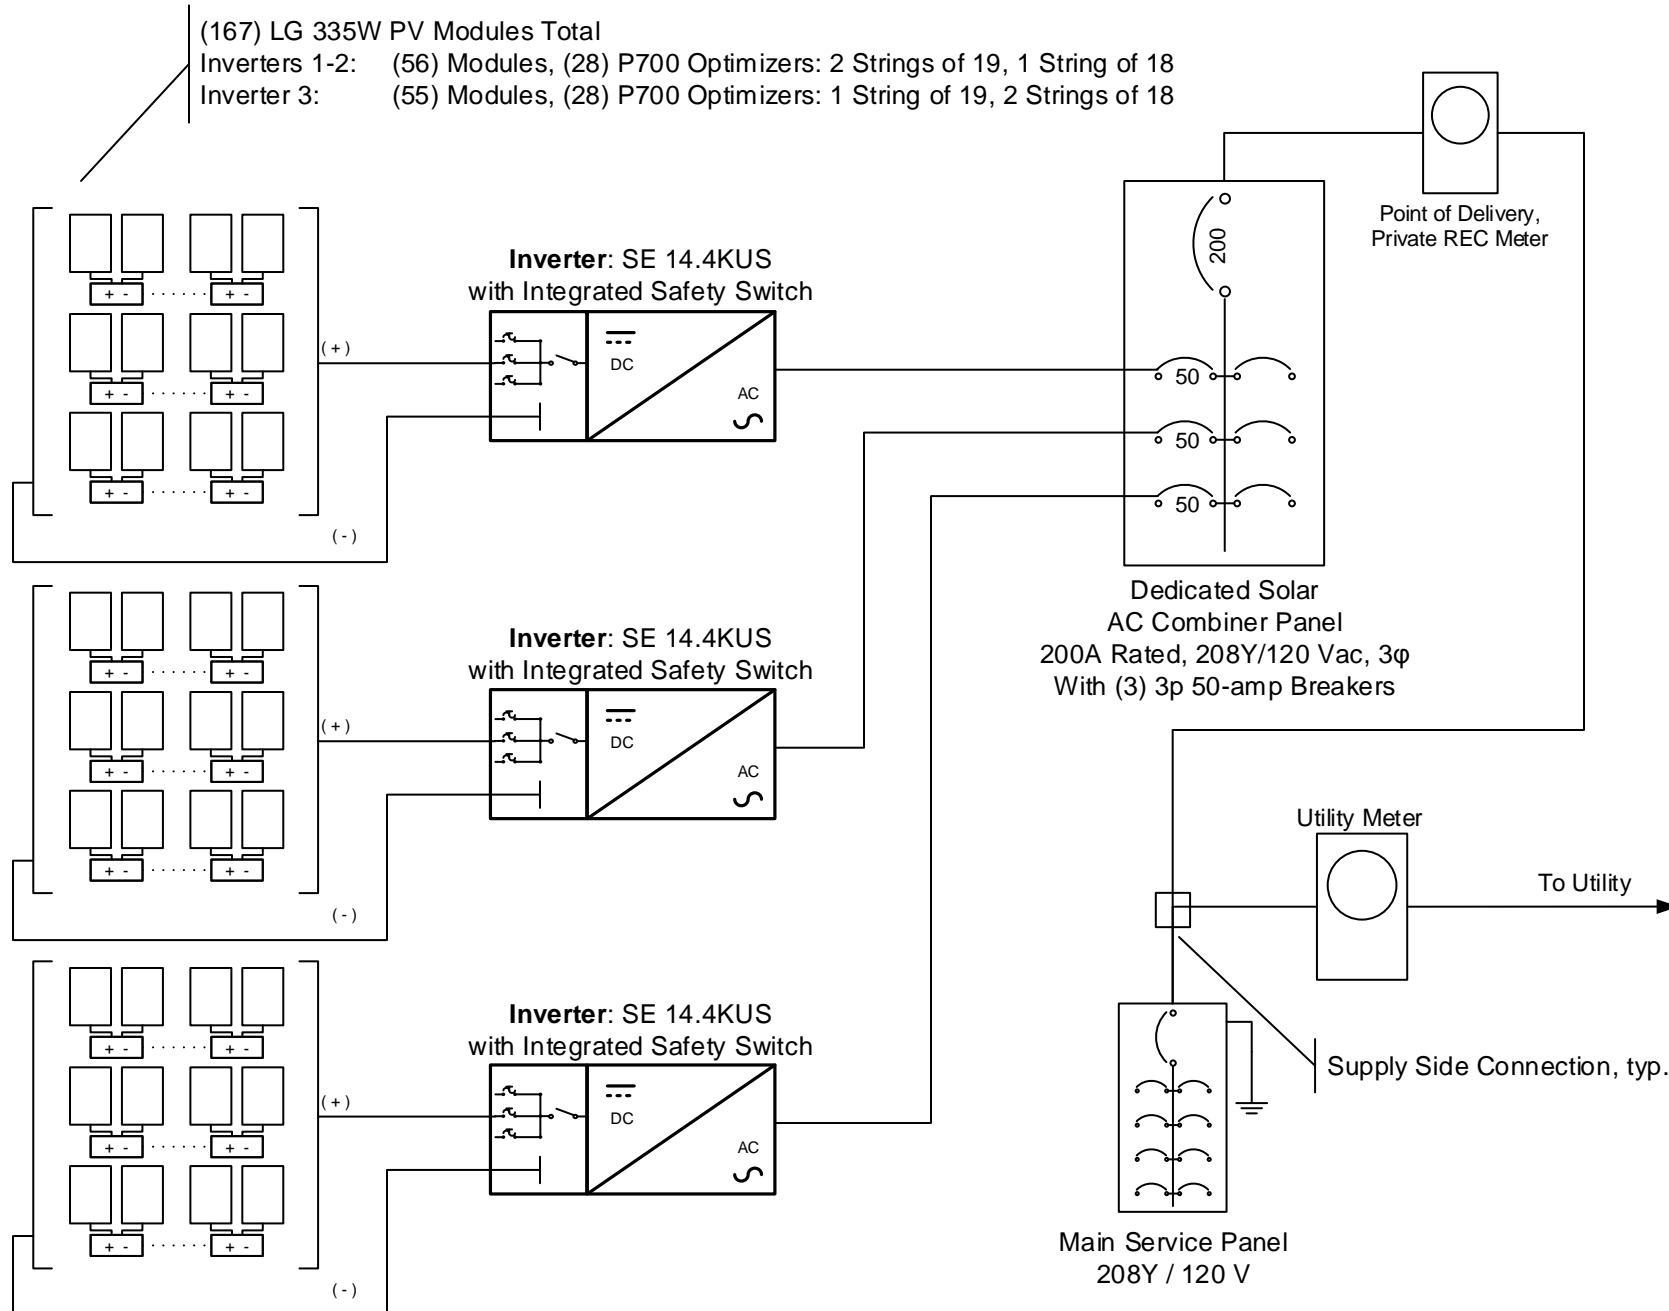 (167) LG 335W PV Modules Total
Inverters 1-2: (56) Modules, (28) P700 Optimizers: 2 Strings of 19, 1 String of 18
Inverter 3: (55) Modules, (28) P700 Optimizers: 1 String of 19, 2 Strings of 18
Point of Delivery,
Private REC Meter
200
50
50
50
Dedicated Solar
AC Combiner Panel
200A Rated, 208Y/120 Vac, 3φ
With (3) 3p 50-amp Breakers
Inverter: SE 14.4KUS
with Integrated Safety Switch
DC
AC
+ - + -
+ - + -
+ - + -
(+)
(-)
Inverter: SE 14.4KUS
with Integrated Safety Switch
DC
AC
+ - + -
+ - + -
+ - + -
(+)
(-)
Inverter: SE 14.4KUS
with Integrated Safety Switch
DC
AC
+ - + -
+ - + -
+ - + -
(+)
(-)
Utility Meter
To Utility
Supply Side Connection, typ.
Main Service Panel
208Y / 120 V